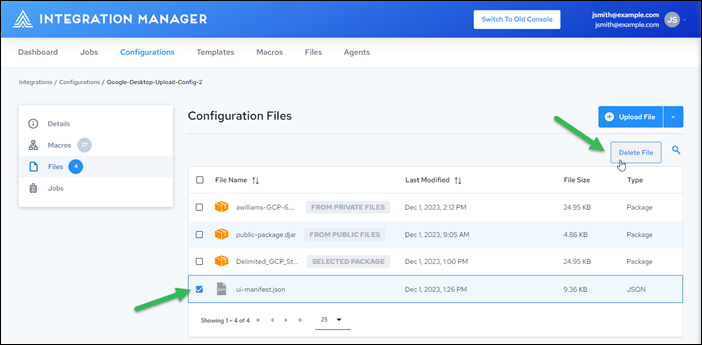 INTEGRATION MANAGER
Switch To Old Console
jsmith@example.com
jsmith@example.com
JS
Dashboard Jobs Configurations Templates Macros Files Agents
Integrations / Configurations / Google-Desktop-Upload-Config-2
Details
Macros 27
Files 4
Jobs
Configuration Files
Upload File
Delete File
File Name Last Modified File Size Type
awilliams-GCP-6... FROM PRIVATE FILES Dec 1, 2023, 2:12 PM 24.95 KB Package
public-package.djar FROM PUBLIC FILES Dec 1, 2023, 9:05 AM 4.86 KB Package
Delimited_GCP_St... SELECTED PACKAGE Dec 1, 2023, 1:00 PM 24.95 KB Package
ui-manifest.json Dec 1, 2023, 1:26 PM 9.36 KB JSON
Showing 1 – 4 of 4 25